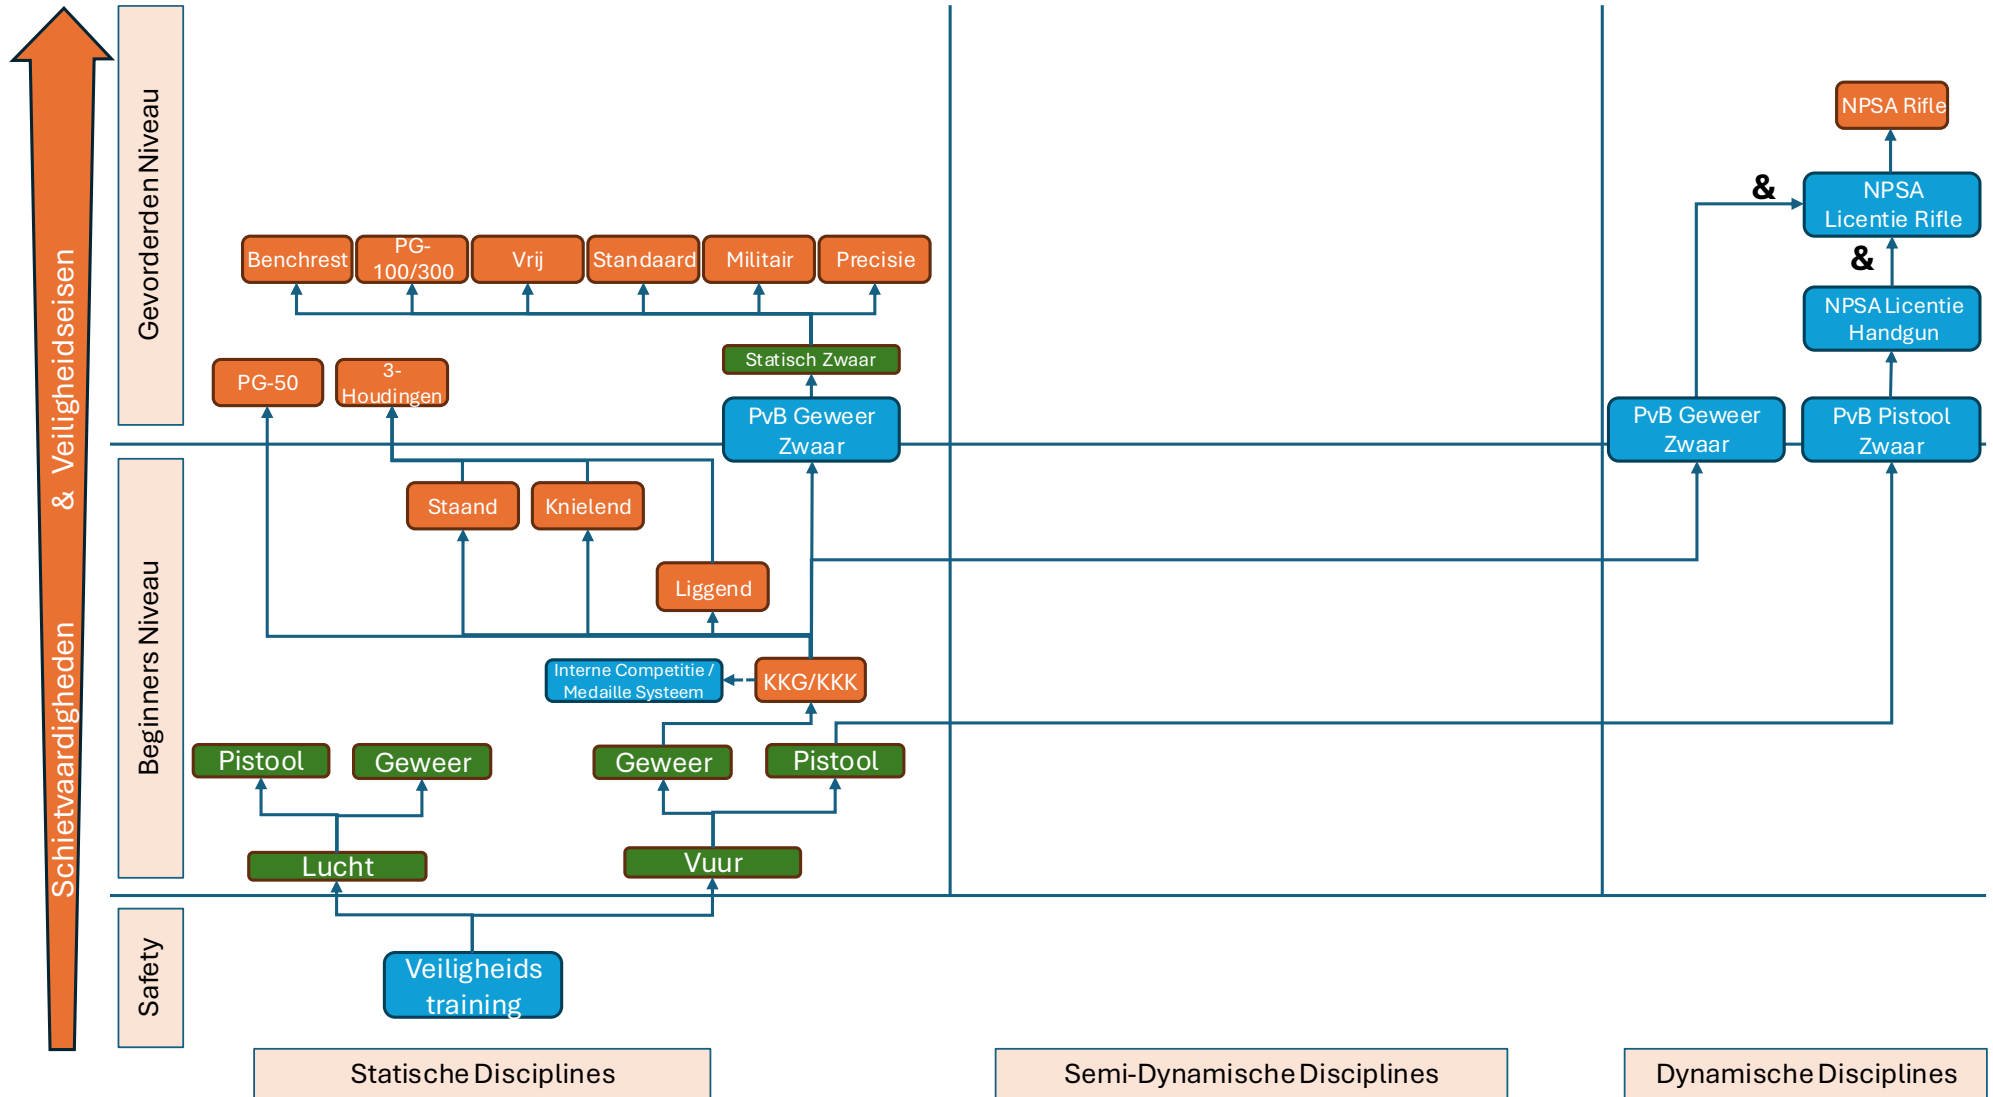 Schietvaardigheden & Veiligheidseisen
Gevorderden Niveau
Beginners Niveau
Safety
NPSA Rifle
&
NPSA
Licentie Rifle
&
NPSA Licentie
Handgun
Benchrest
PG-
100/300
Vrij
Standaard
Militair
Precisie
Statisch Zwaar
PG-50
3-
Houdingen
PvB Geweer
Zwaar
PvB Geweer
Zwaar
PvB Pistool
Zwaar
Staand
Knielend
Liggend
Interne Competitie /
Medaille Systeem
KKG/KKK
Pistool
Geweer
Geweer
Pistool
Lucht
Vuur
Veiligheids
training
Statische Disciplines
Semi-Dynamische Disciplines
Dynamische Disciplines